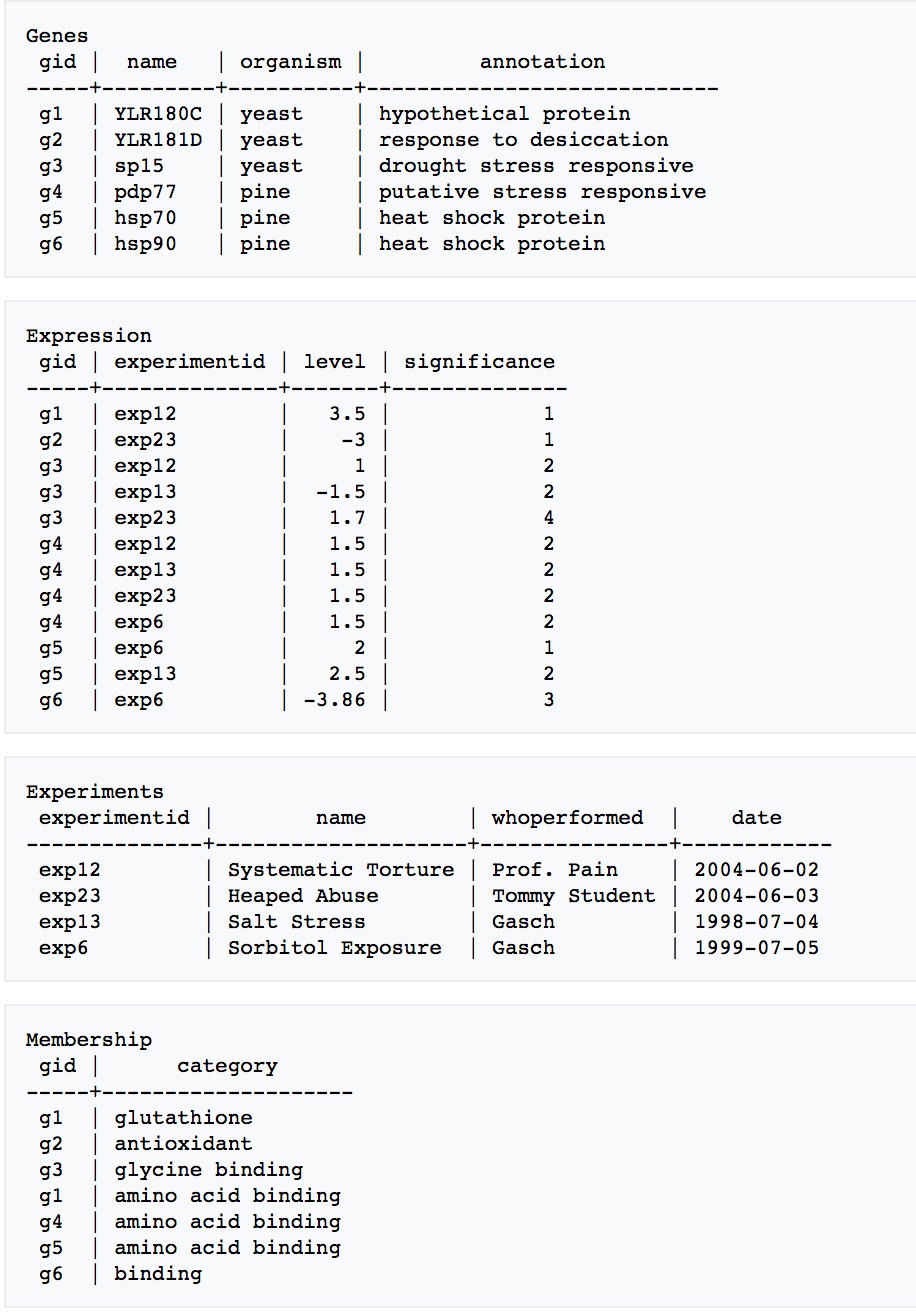 Genes
 gid |  name   | organism |         annotation
-----+---------+----------+----------------------------
 g1  | YLR180C | yeast    | hypothetical protein
 g2  | YLR181D | yeast    | response to desiccation
 g3  | sp15    | yeast    | drought stress responsive
 g4  | pdp77   | pine     | putative stress responsive
 g5  | hsp70   | pine     | heat shock protein
 g6  | hsp90   | pine     | heat shock protein
Expression
 gid | experimentid | level | significance
-----+--------------+-------+--------------
 g1  | exp12        |   3.5 |            1
 g2  | exp23        |    -3 |            1
 g3  | exp12        |     1 |            2
 g3  | exp13        |  -1.5 |            2
 g3  | exp23        |   1.7 |            4
 g4  | exp12        |   1.5 |            2
 g4  | exp13        |   1.5 |            2
 g4  | exp23        |   1.5 |            2
 g4  | exp6         |   1.5 |            2
 g5  | exp6         |     2 |            1
 g5  | exp13        |   2.5 |            2
 g6  | exp6         | -3.86 |            3
Experiments
 experimentid |        name        | whoperformed  |    date
--------------+--------------------+---------------+------------
 exp12        | Systematic Torture | Prof. Pain    | 2004-06-02
 exp23        | Heaped Abuse       | Tommy Student | 2004-06-03
 exp13        | Salt Stress        | Gasch         | 1998-07-04
 exp6         | Sorbitol Exposure  | Gasch         | 1999-07-05
Membership
 gid |      category
-----+--------------------
 g1  | glutathione
 g2  | antioxidant
 g3  | glycine binding
 g1  | amino acid binding
 g4  | amino acid binding
 g5  | amino acid binding
 g6  | binding